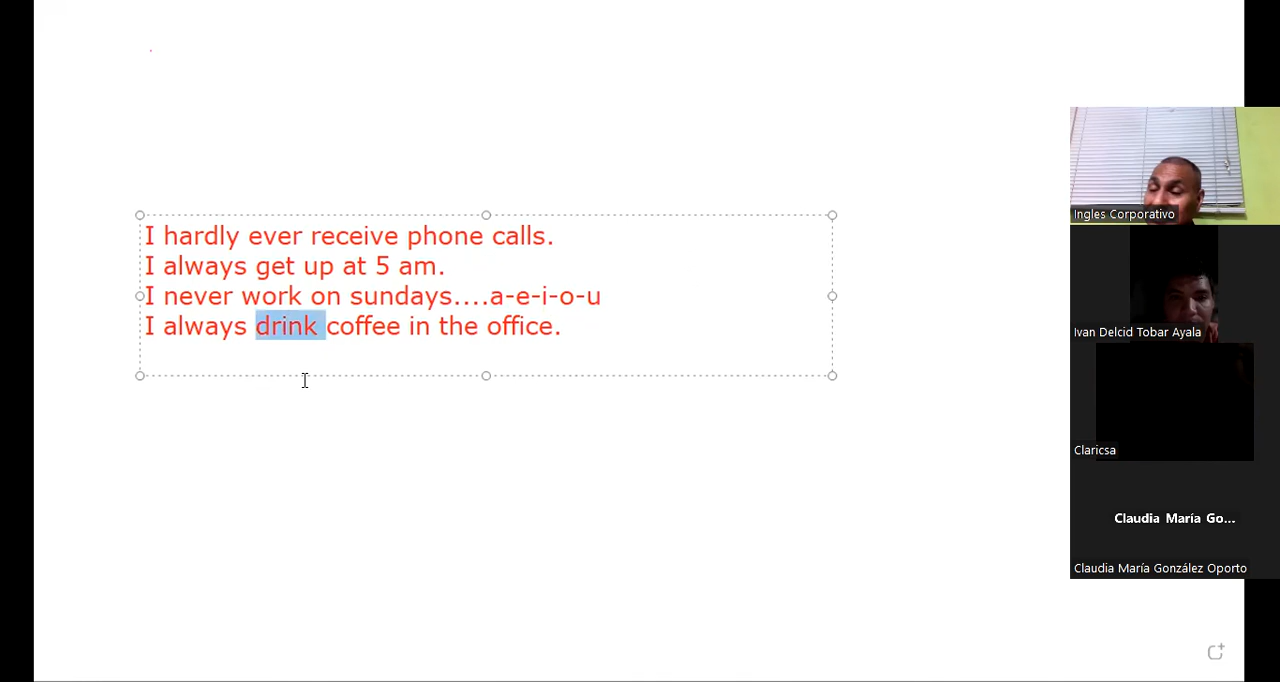 I hardly ever receive phone calls.
I always get up at 5 am.
I never work on sundays....a-e-i-o-u
I always drink coffee in the office.
Ingles Corporativo
Ivan Delcid Tobar Ayala
Claricsa
Claudia María Go...
Claudia María González Oporto